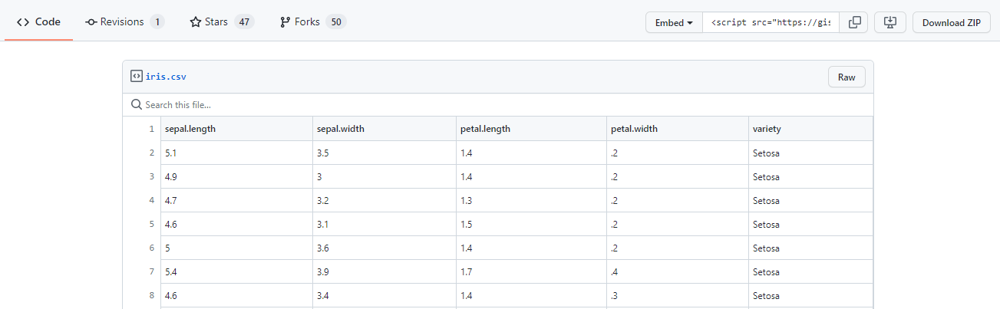 Code Revisions 1 Stars 47 Forks 50 Embed <script src="https://gis Download ZIP
iris.csv Raw
Search this file...
1 sepal.length sepal.width petal.length petal.width variety
2 5.1 3.5 1.4 .2 Setosa
3 4.9 3 1.4 .2 Setosa
4 4.7 3.2 1.3 .2 Setosa
5 4.6 3.1 1.5 .2 Setosa
6 5 3.6 1.4 .2 Setosa
7 5.4 3.9 1.7 .4 Setosa
8 4.6 3.4 1.4 .3 Setosa